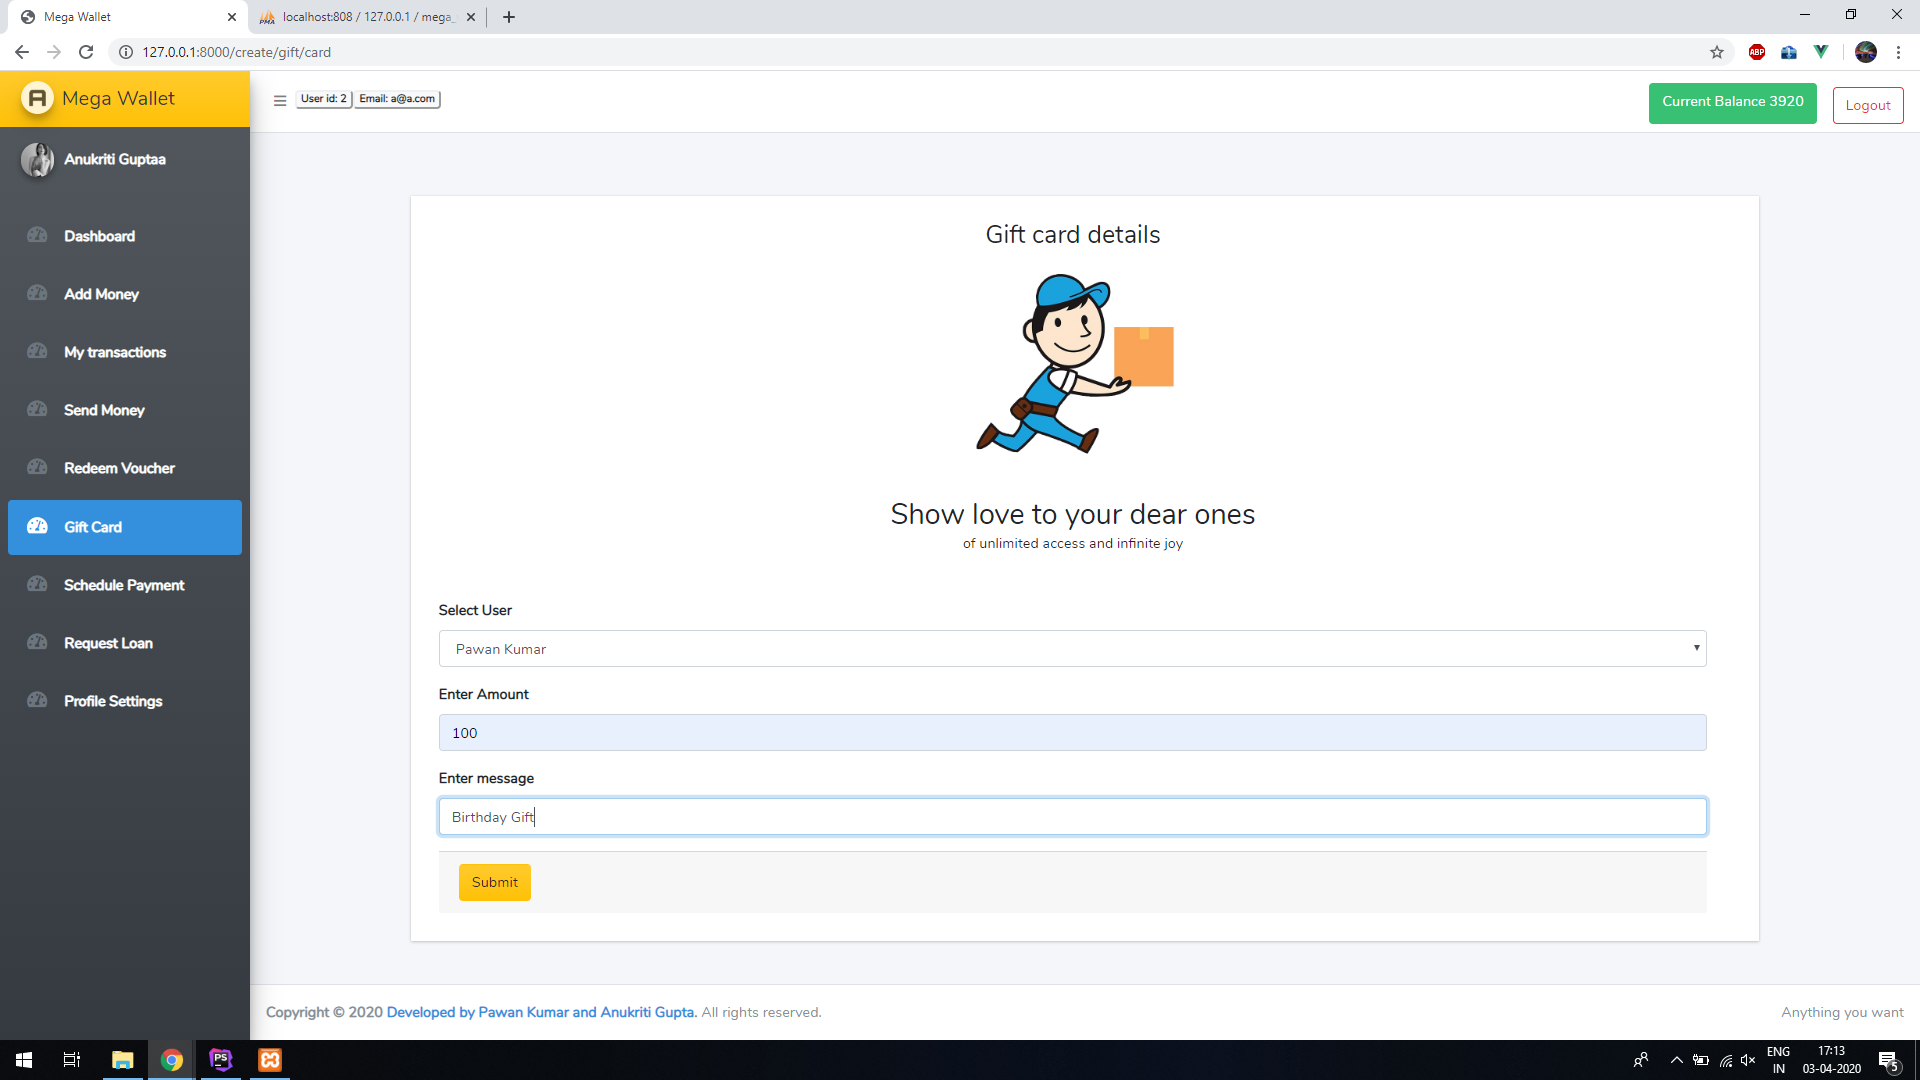 Mega Wallet
localhost:808 / 127.0.0.1 / mega_
127.0.0.1:8000/create/gift/card
ABP
Mega Wallet
User id: 2
Email: a@a.com
Current Balance 3920
Logout
Anukriti Guptaa
Dashboard
Add Money
My transactions
Send Money
Redeem Voucher
Gift Card
Schedule Payment
Request Loan
Profile Settings
Gift card details
Show love to your dear ones
of unlimited access and infinite joy
Select User
Pawan Kumar
Enter Amount
100
Enter message
Birthday Gift
Submit
Copyright © 2020 Developed by Pawan Kumar and Anukriti Gupta. All rights reserved.
Anything you want
PS
ENG
IN
17:13
03-04-2020
5